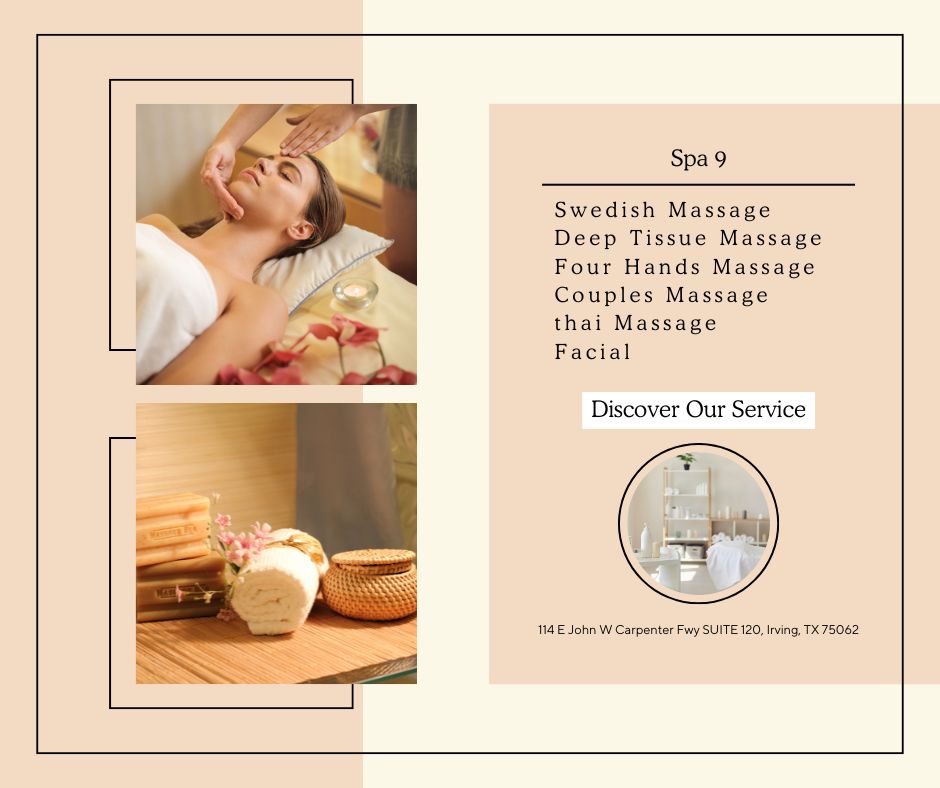 Spa 9
Swedish Massage
Deep Tissue Massage
Four Hands Massage
Couples Massage
thai Massage
Facial
Discover Our Service
114 E John W Carpenter Fwy SUITE 120, Irving, TX 75062